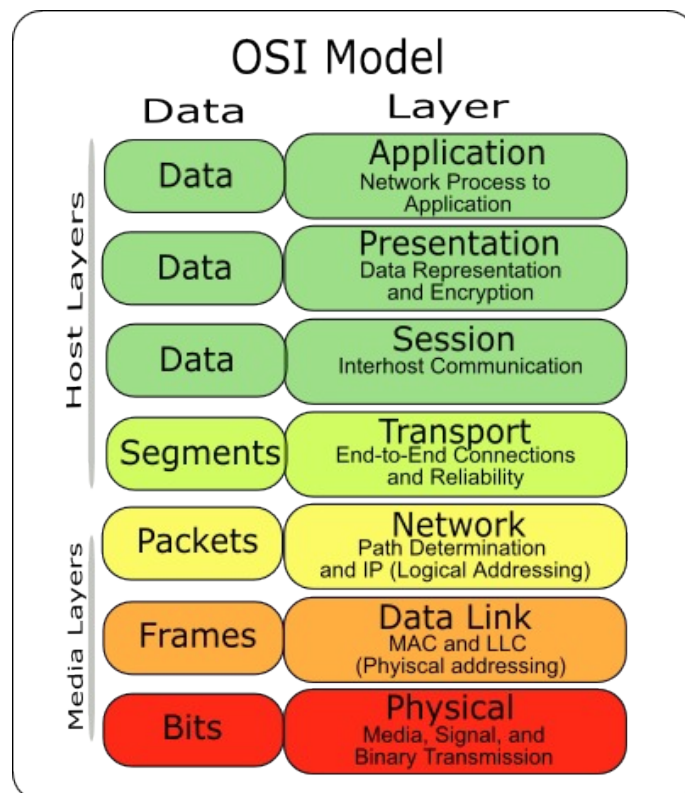 OSI Model
Data
Layer
Host Layers
Data
Application
Network Process to
Application
Data
Presentation
Data Representation
and Encryption
Data
Session
Interhost Communication
Segments
Transport
End-to-End Connections
and Reliability
Media Layers
Packets
Network
Path Determination
and IP (Logical Addressing)
Frames
Data Link
MAC and LLC
(Phyiscal addressing)
Bits
Physical
Media, Signal, and
Binary Transmission